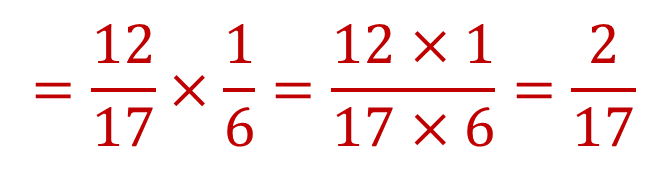 = 12/17 × 1/6 = (12 × 1)/(17 × 6) = 2/17